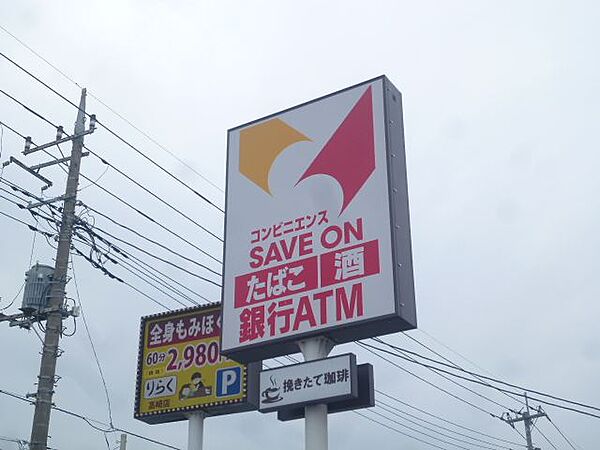 コンビニエンス
SAVE ON
たばこ 酒
銀行ATM
挽きたて珈琲
全身もみほぐ
60分 2,980
りらく P
高崎店